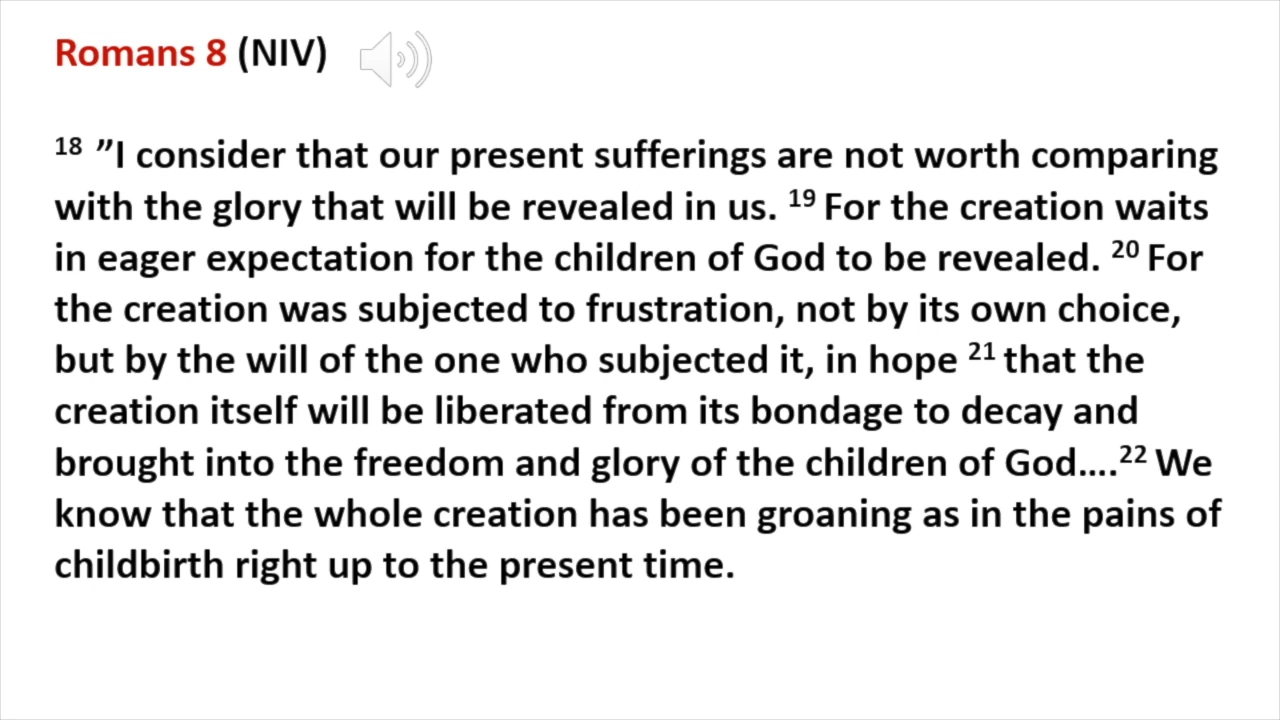 Romans 8 (NIV)
18 ”I consider that our present sufferings are not worth comparing
with the glory that will be revealed in us. 19 For the creation waits
in eager expectation for the children of God to be revealed. 20 For
the creation was subjected to frustration, not by its own choice,
but by the will of the one who subjected it, in hope 21 that the
creation itself will be liberated from its bondage to decay and
brought into the freedom and glory of the children of God....22 We
know that the whole creation has been groaning as in the pains of
childbirth right up to the present time.